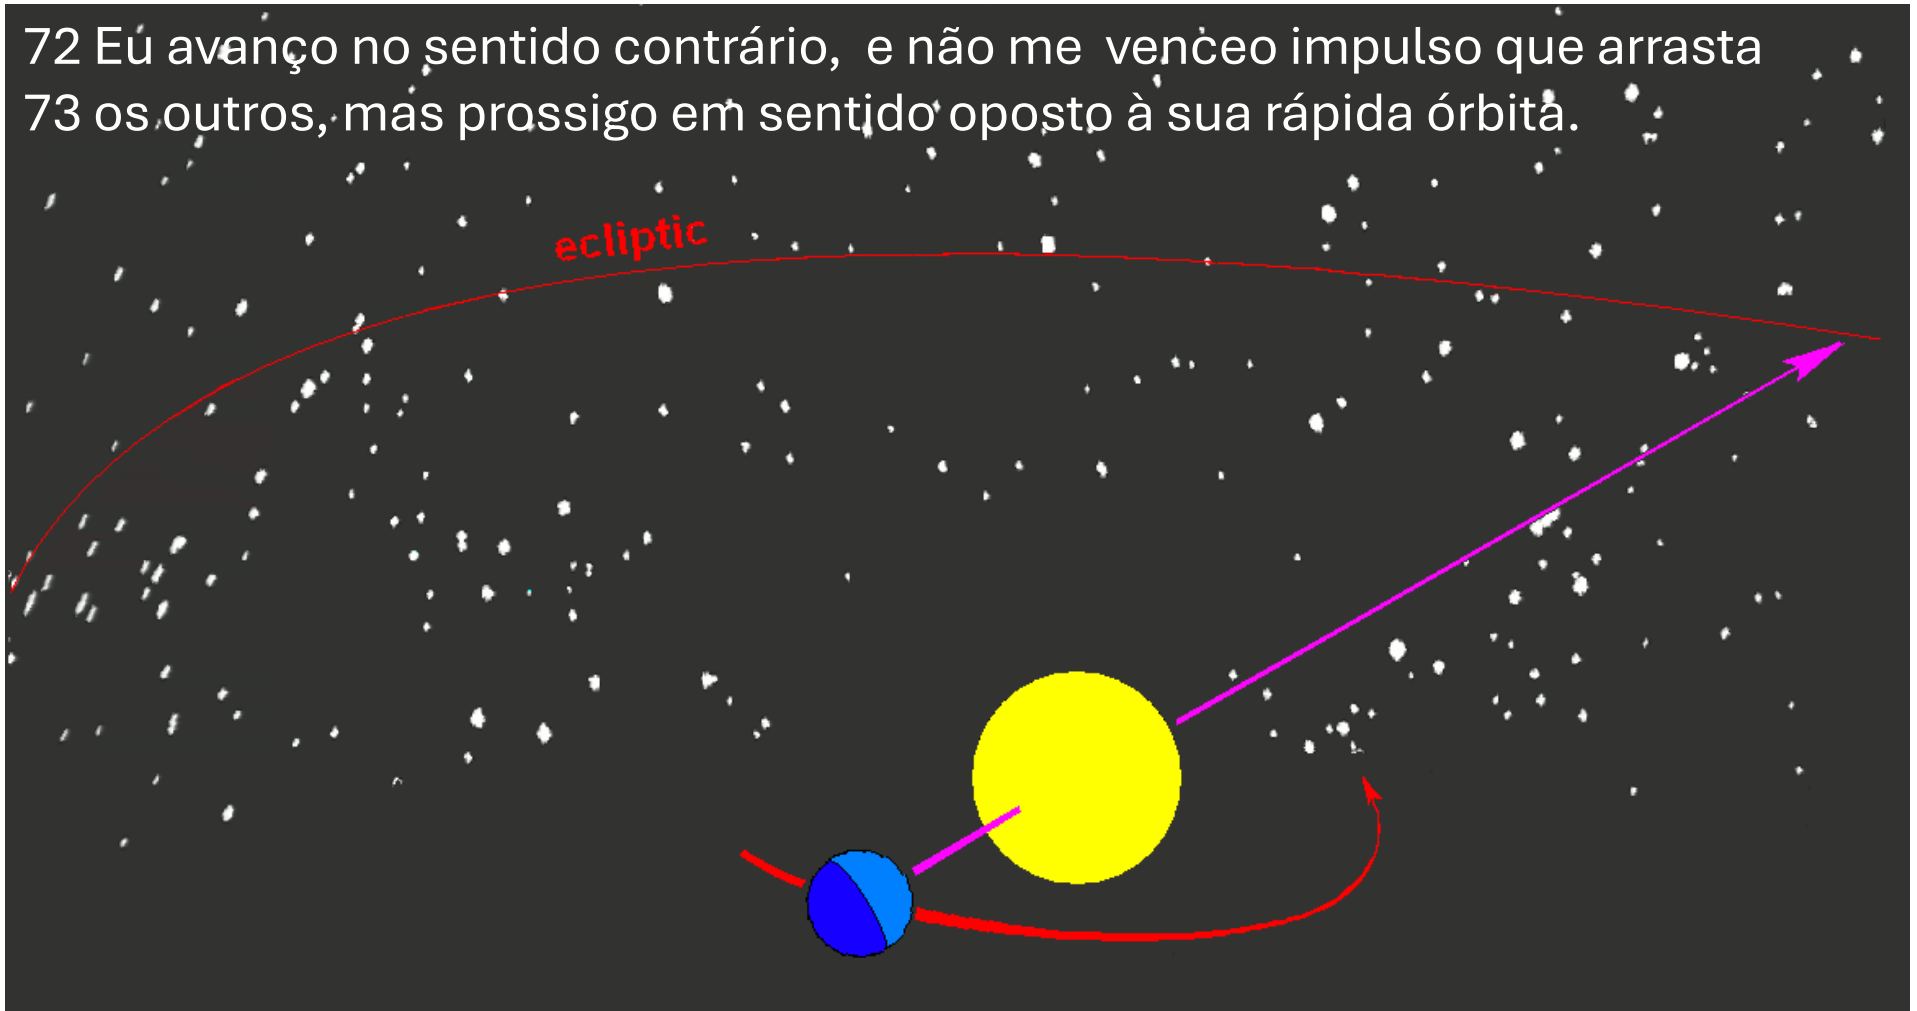 72 Eu avanço no sentido contrário, e não me venceo impulso que arrasta
73 os outros, mas prossigo em sentido oposto à sua rápida órbita.
ecliptic